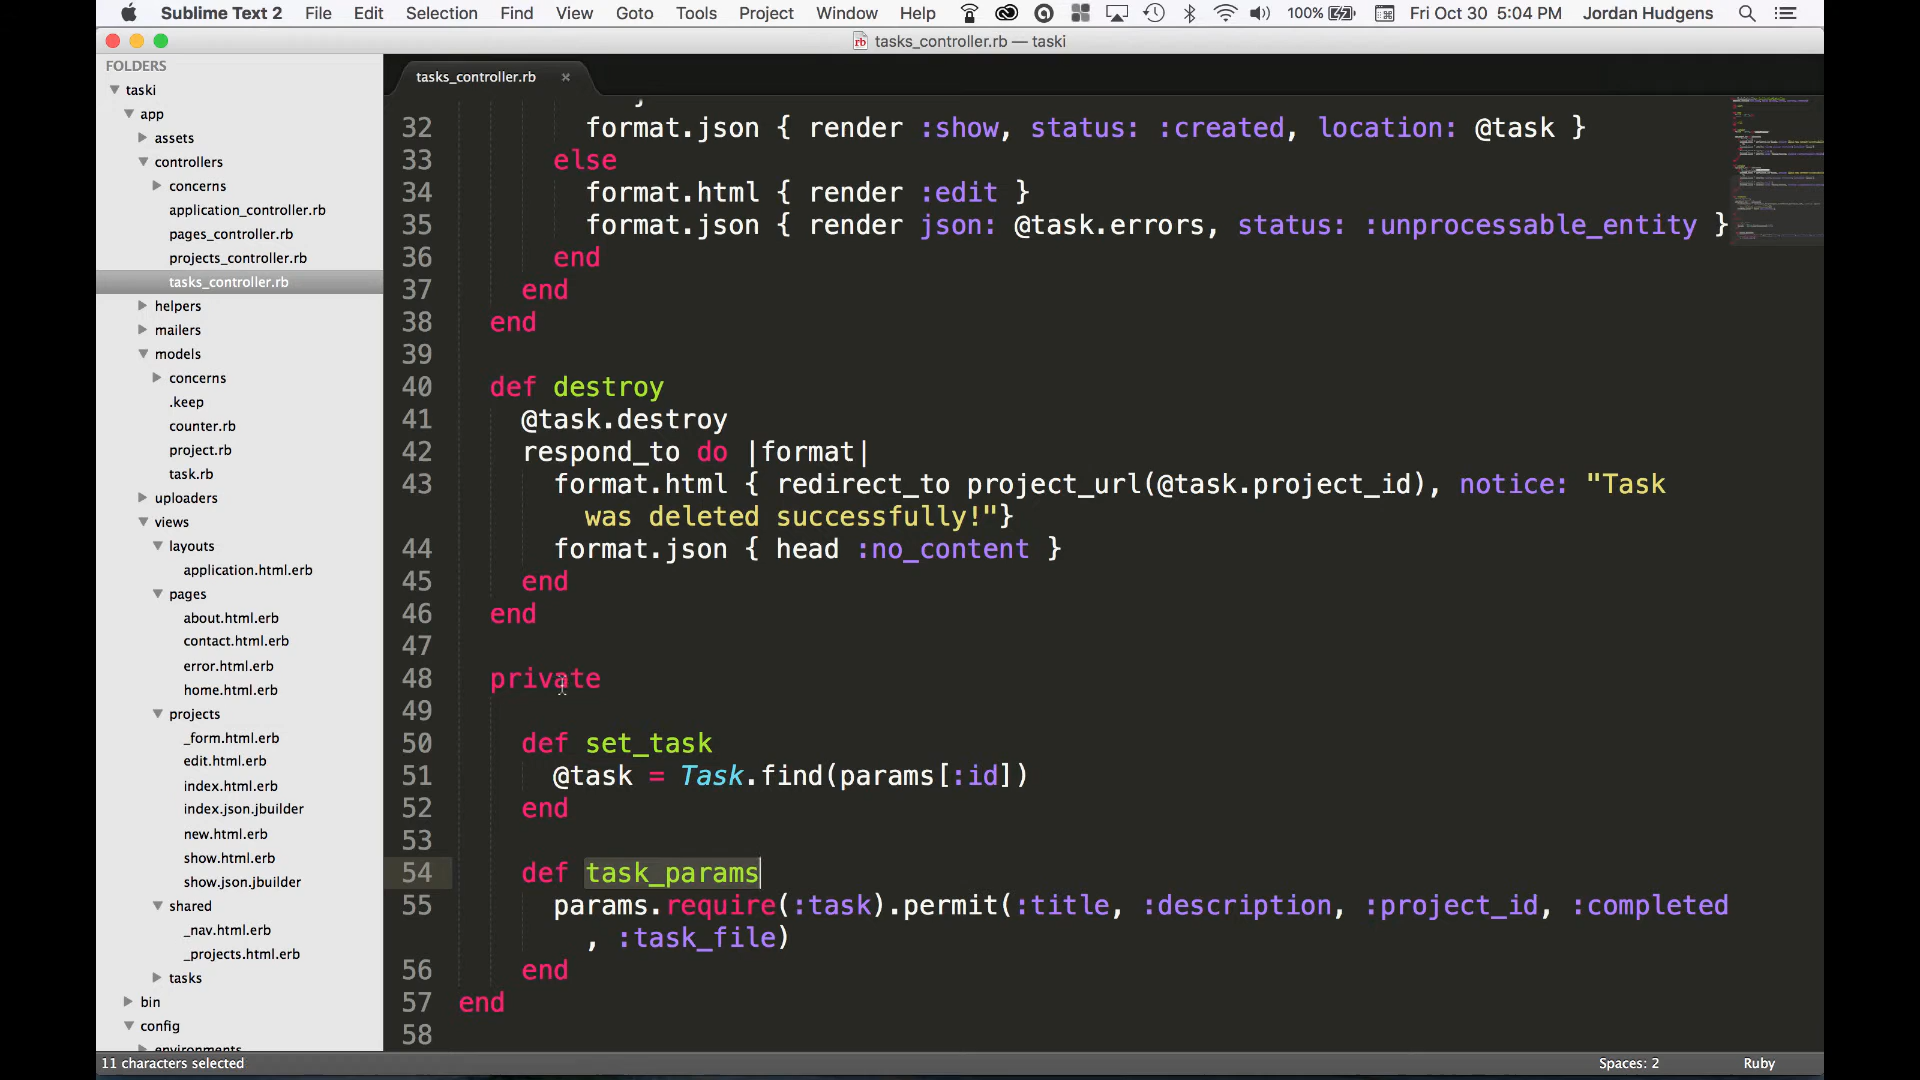 Sublime Text 2 File Edit Selection Find View Goto Tools Project Window Help 100% Fri Oct 30 5:04 PM Jordan Hudgens
tasks_controller.rb — taski
FOLDERS
taski
app
assets
controllers
concerns
application_controller.rb
pages_controller.rb
projects_controller.rb
tasks_controller.rb
helpers
mailers
models
concerns
.keep
counter.rb
project.rb
task.rb
uploaders
views
layouts
application.html.erb
pages
about.html.erb
contact.html.erb
error.html.erb
home.html.erb
projects
_form.html.erb
edit.html.erb
index.html.erb
index.json.jbuilder
new.html.erb
show.html.erb
show.json.jbuilder
shared
_nav.html.erb
_projects.html.erb
tasks
bin
config
environments
tasks_controller.rb ×
}
32 format.json { render :show, status: :created, location: @task }
33 else
34 format.html { render :edit }
35 format.json { render json: @task.errors, status: :unprocessable_entity }
36 end
37 end
38 end
39
40 def destroy
41 @task.destroy
42 respond_to do |format|
43 format.html { redirect_to project_url(@task.project_id), notice: "Task
was deleted successfully!"}
44 format.json { head :no_content }
45 end
46 end
47
48 private
49
50 def set_task
51 @task = Task.find(params[:id])
52 end
53
54 def task_params
55 params.require(:task).permit(:title, :description, :project_id, :completed
, :task_file)
56 end
57 end
58
11 characters selected Spaces: 2 Ruby